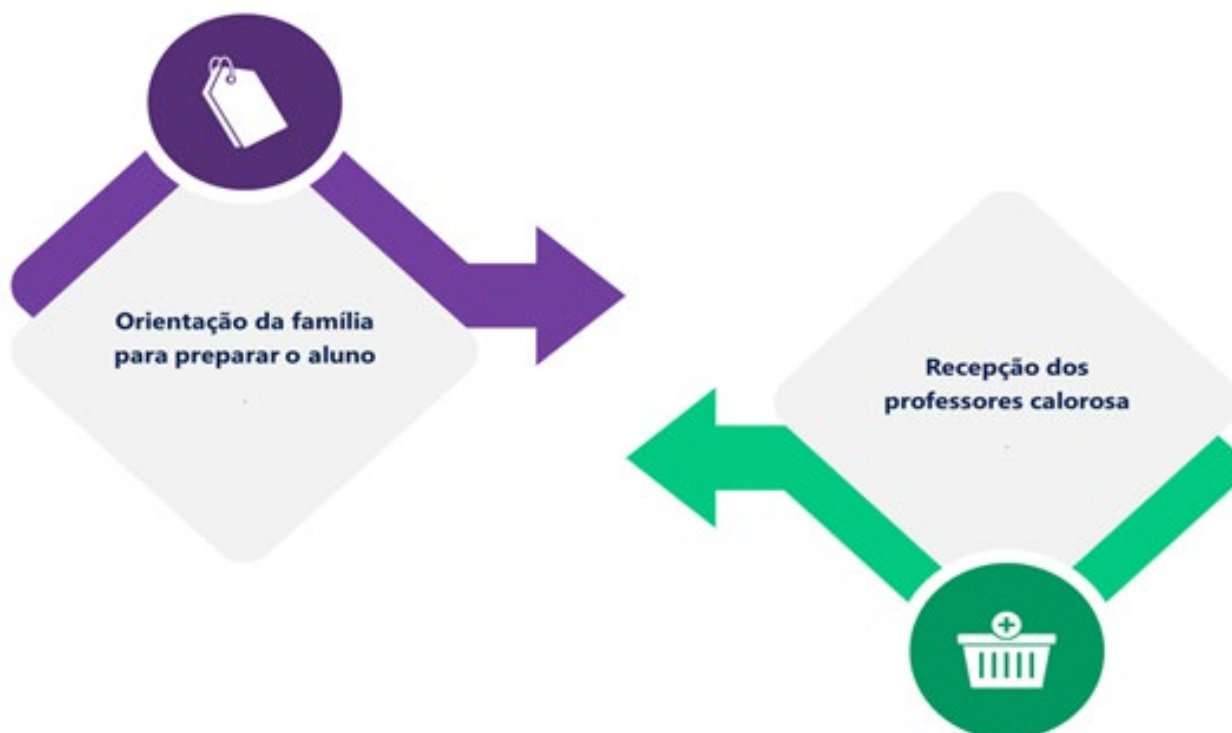 Orientação da família
para preparar o aluno
.
Recepção dos
professores calorosa
.